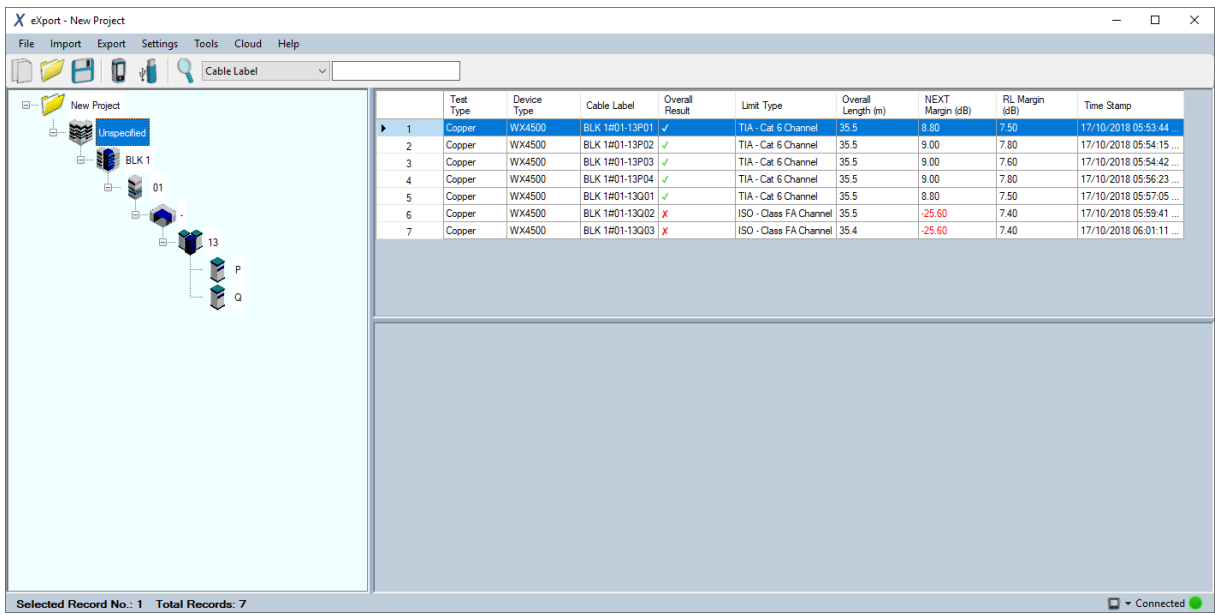 X eXport - New Project
File Import Export Settings Tools Cloud Help
Cable Label
New Project
Unspecified
BLK 1
01
-
13
P
Q
Test Type Device Type Cable Label Overall Result Limit Type Overall Length (m) NEXT Margin (dB) RL Margin (dB) Time Stamp
1 Copper WX4500 BLK 1#01-13P01 ✓ TIA - Cat 6 Channel 35.5 8.80 7.50 17/10/2018 05:53:44 ...
2 Copper WX4500 BLK 1#01-13P02 ✓ TIA - Cat 6 Channel 35.5 9.00 7.80 17/10/2018 05:54:15 ...
3 Copper WX4500 BLK 1#01-13P03 ✓ TIA - Cat 6 Channel 35.5 9.00 7.60 17/10/2018 05:54:42 ...
4 Copper WX4500 BLK 1#01-13P04 ✓ TIA - Cat 6 Channel 35.5 9.00 7.80 17/10/2018 05:56:23 ...
5 Copper WX4500 BLK 1#01-13Q01 ✓ TIA - Cat 6 Channel 35.5 8.80 7.50 17/10/2018 05:57:05 ...
6 Copper WX4500 BLK 1#01-13Q02 ✗ ISO - Class FA Channel 35.5 -25.60 7.40 17/10/2018 05:59:41 ...
7 Copper WX4500 BLK 1#01-13Q03 ✗ ISO - Class FA Channel 35.4 -25.60 7.40 17/10/2018 06:01:11 ...
Selected Record No.: 1 Total Records: 7
Connected